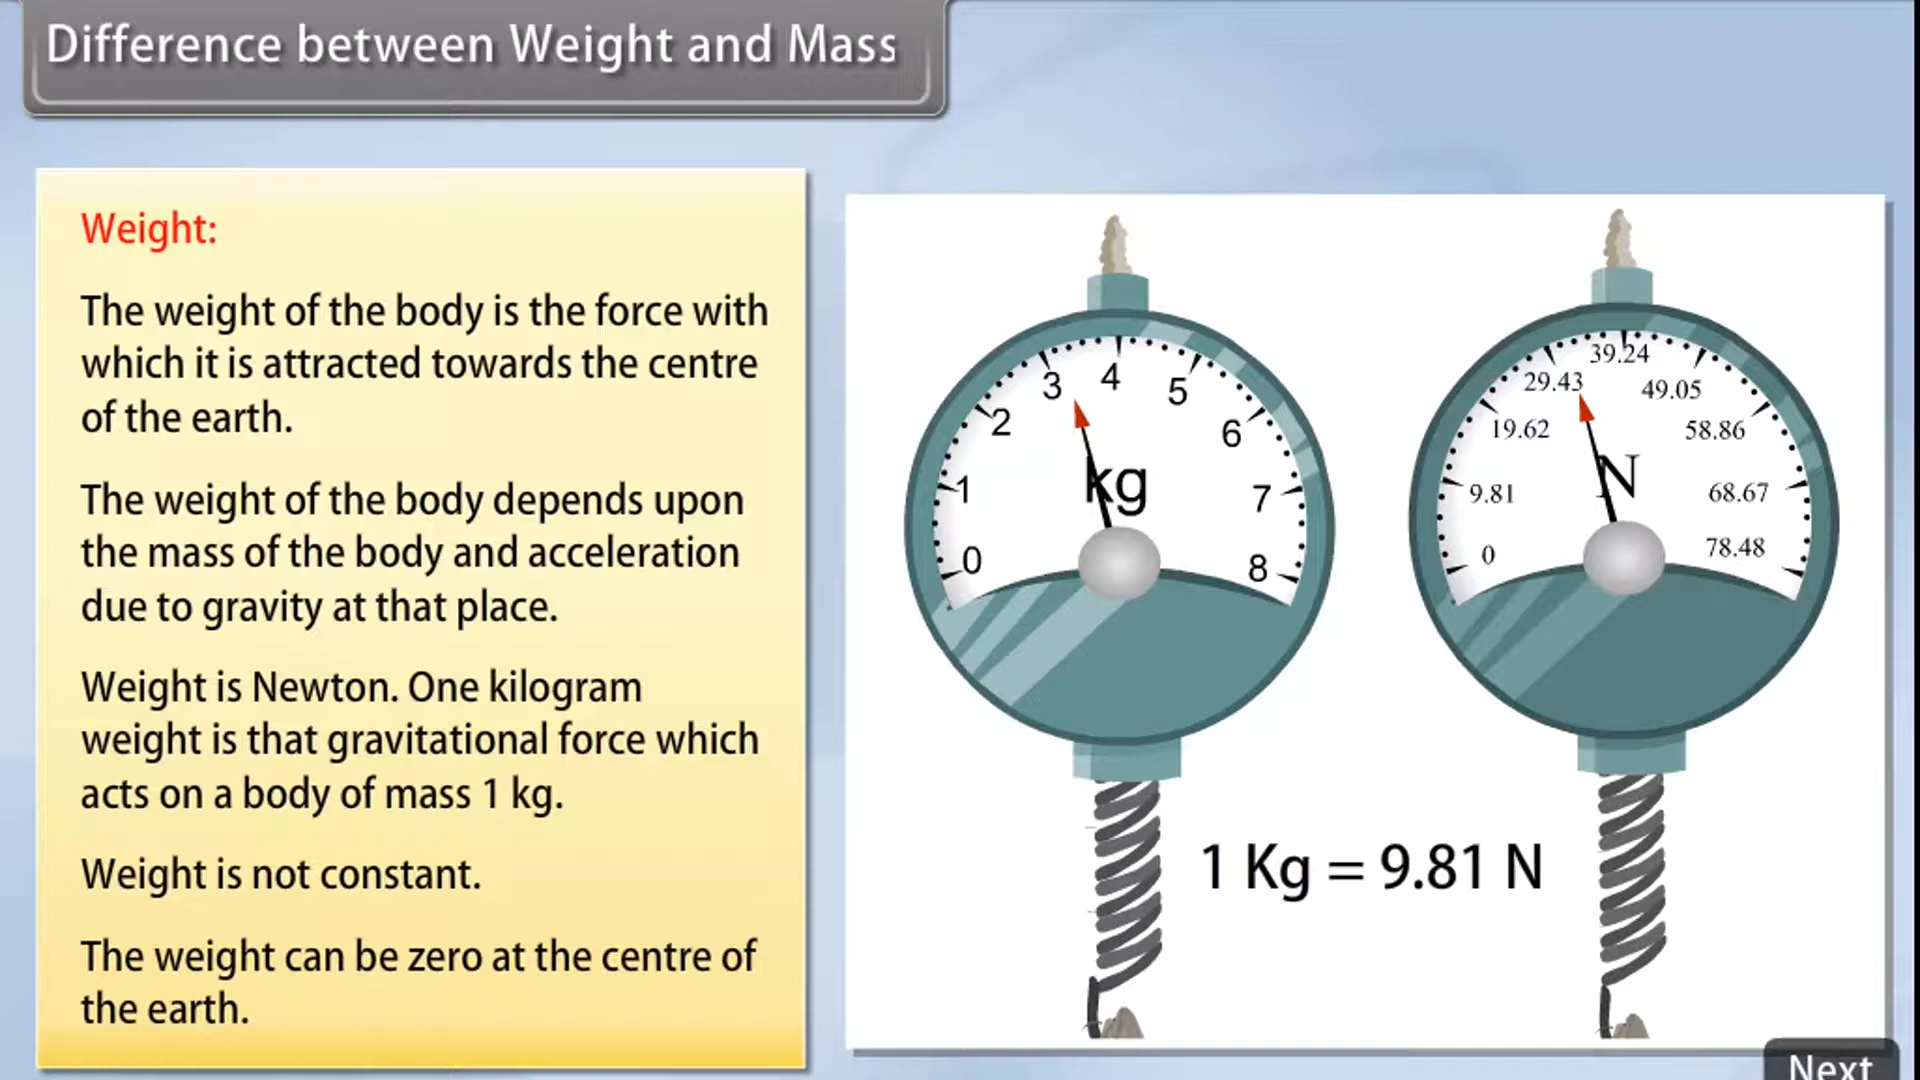 Difference between Weight and Mass
Weight:
The weight of the body is the force with
which it is attracted towards the centre
of the earth.
The weight of the body depends upon
the mass of the body and acceleration
due to gravity at that place.
Weight is Newton. One kilogram
weight is that gravitational force which
acts on a body of mass 1 kg.
Weight is not constant.
The weight can be zero at the centre of
the earth.
0
1
2
3
4
5
6
7
8
kg
0
9.81
19.62
29.43
39.24
49.05
58.86
68.67
78.48
N
1 Kg = 9.81 N
Next